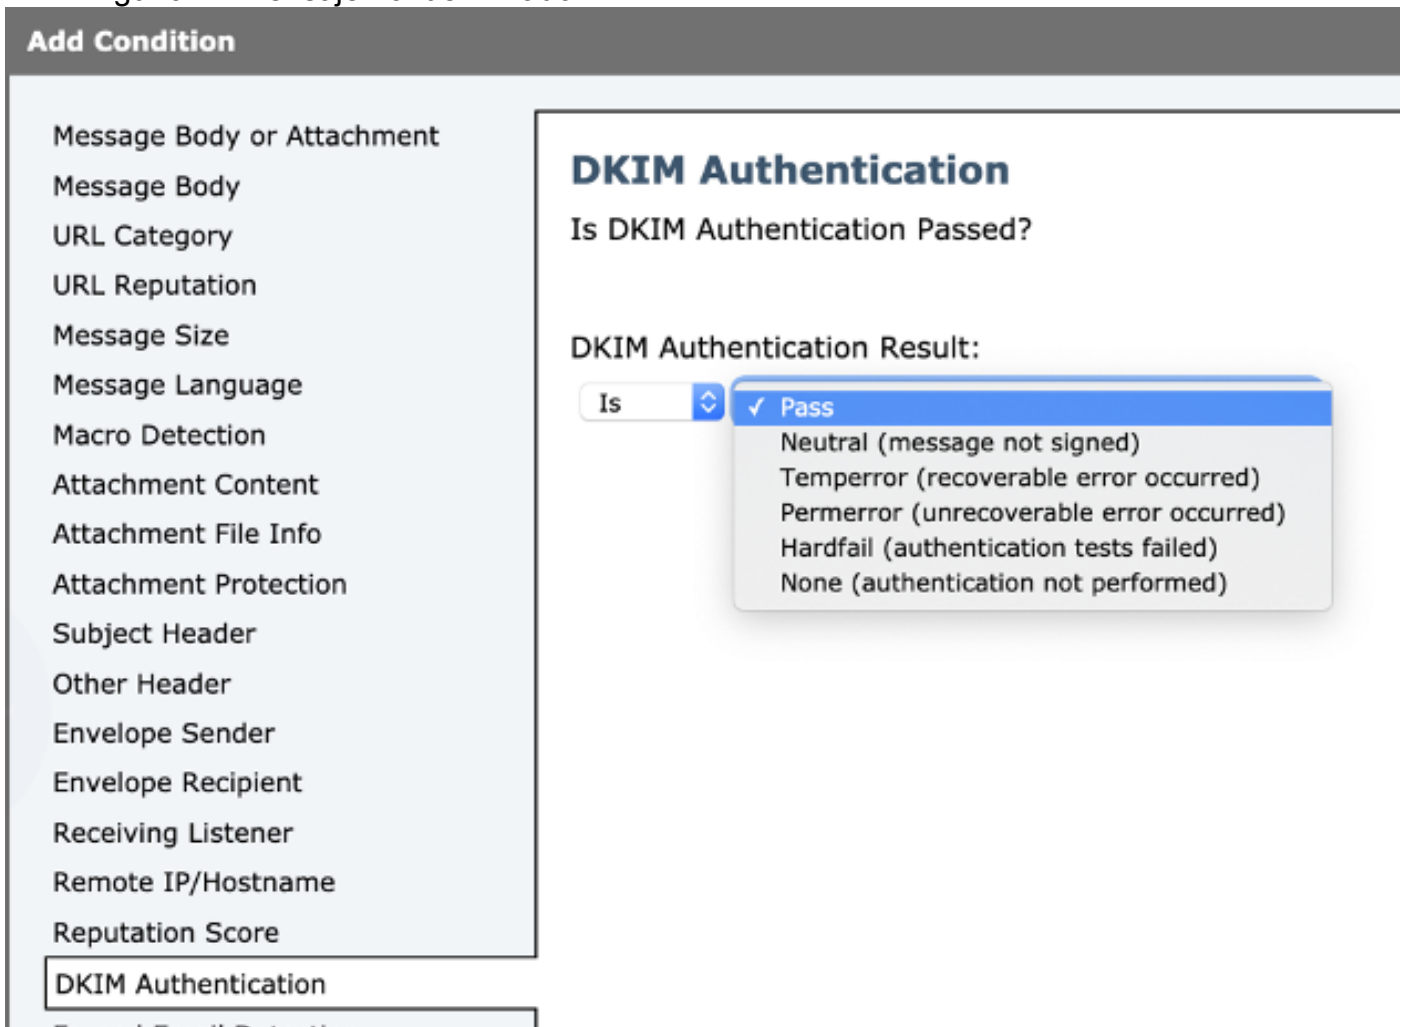 Add Condition
Message Body or Attachment
Message Body
URL Category
URL Reputation
Message Size
Message Language
Macro Detection
Attachment Content
Attachment File Info
Attachment Protection
Subject Header
Other Header
Envelope Sender
Envelope Recipient
Receiving Listener
Remote IP/Hostname
Reputation Score
DKIM Authentication
DKIM Authentication
Is DKIM Authentication Passed?
DKIM Authentication Result:
Is
✓ Pass
Neutral (message not signed)
Temperror (recoverable error occurred)
Permerror (unrecoverable error occurred)
Hardfail (authentication tests failed)
None (authentication not performed)